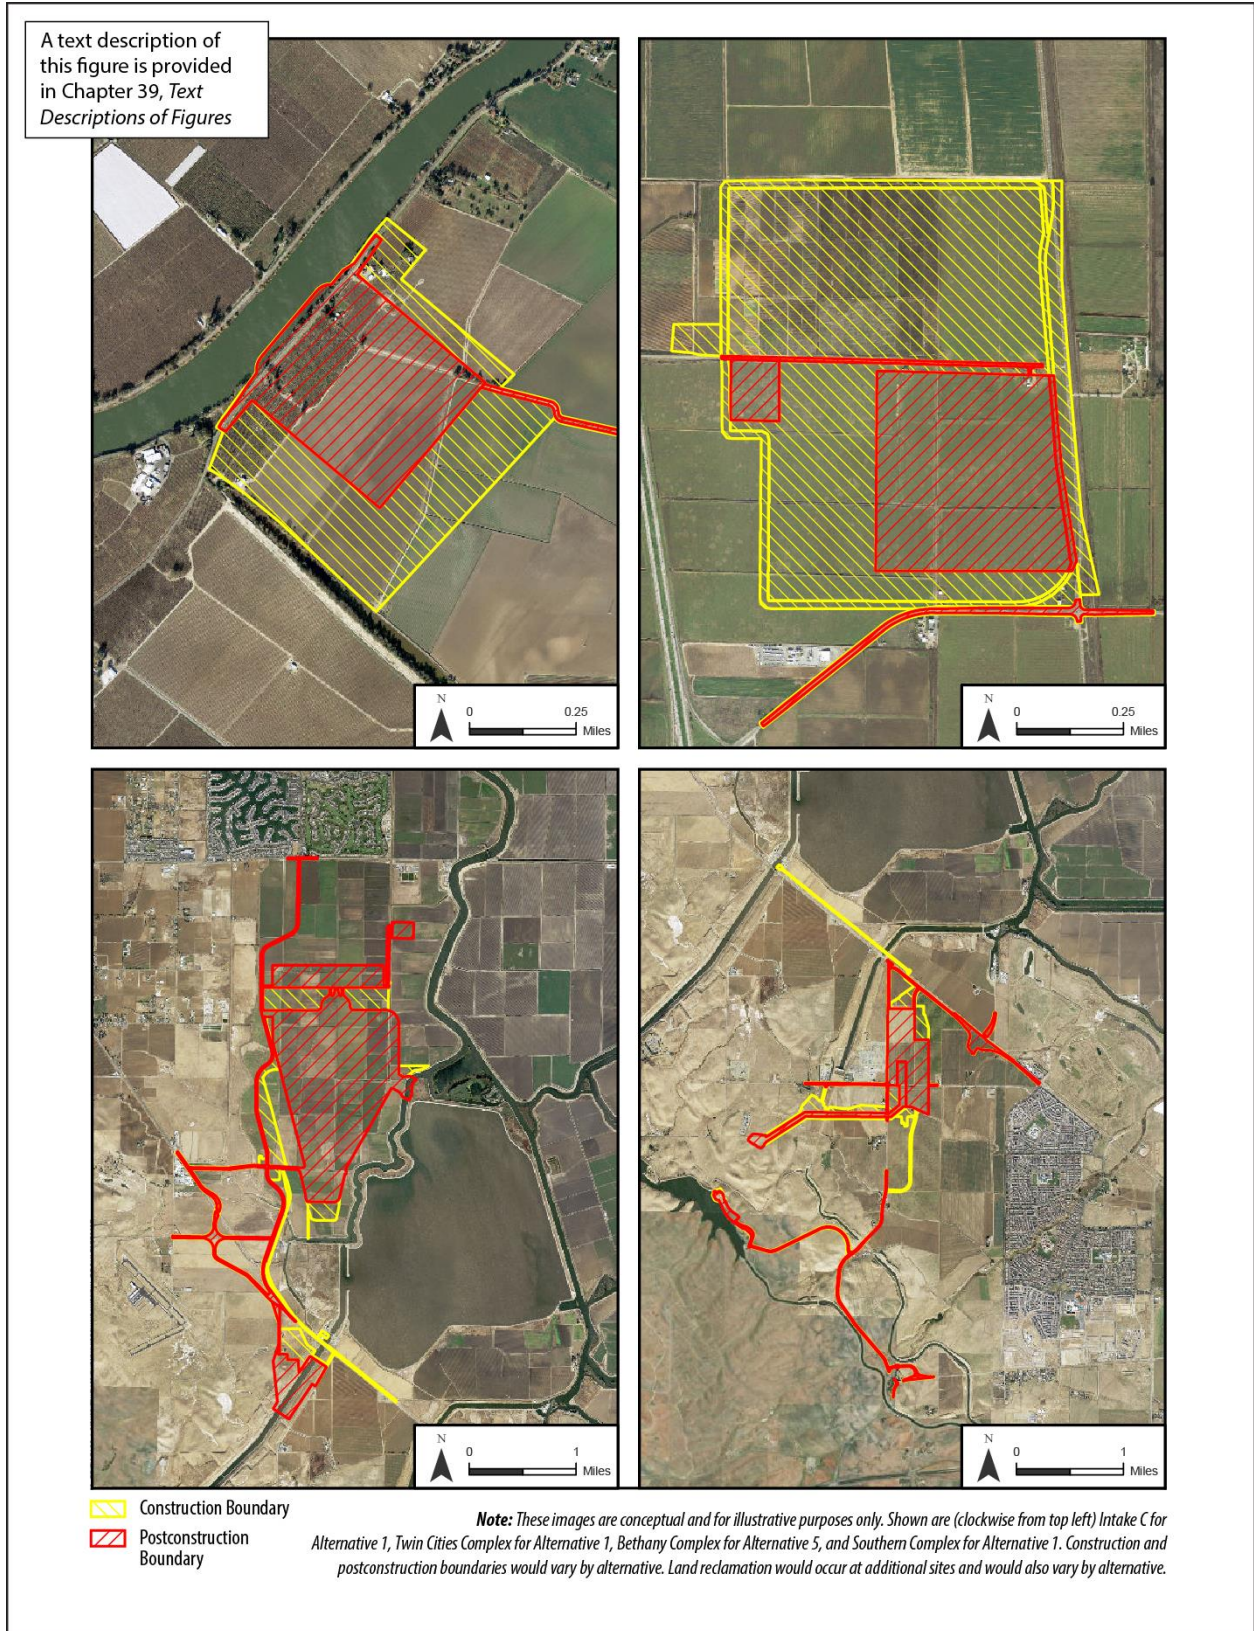 A text description of
this figure is provided
in Chapter 39, Text
Descriptions of Figures
N
0
0.25
Miles
N
0
0.25
Miles
N
0
1
Miles
N
0
1
Miles
Construction Boundary
Postconstruction
Boundary
Note: These images are conceptual and for illustrative purposes only. Shown are (clockwise from top left) Intake C for
Alternative 1, Twin Cities Complex for Alternative 1, Bethany Complex for Alternative 5, and Southern Complex for Alternative 1. Construction and
postconstruction boundaries would vary by alternative. Land reclamation would occur at additional sites and would also vary by alternative.